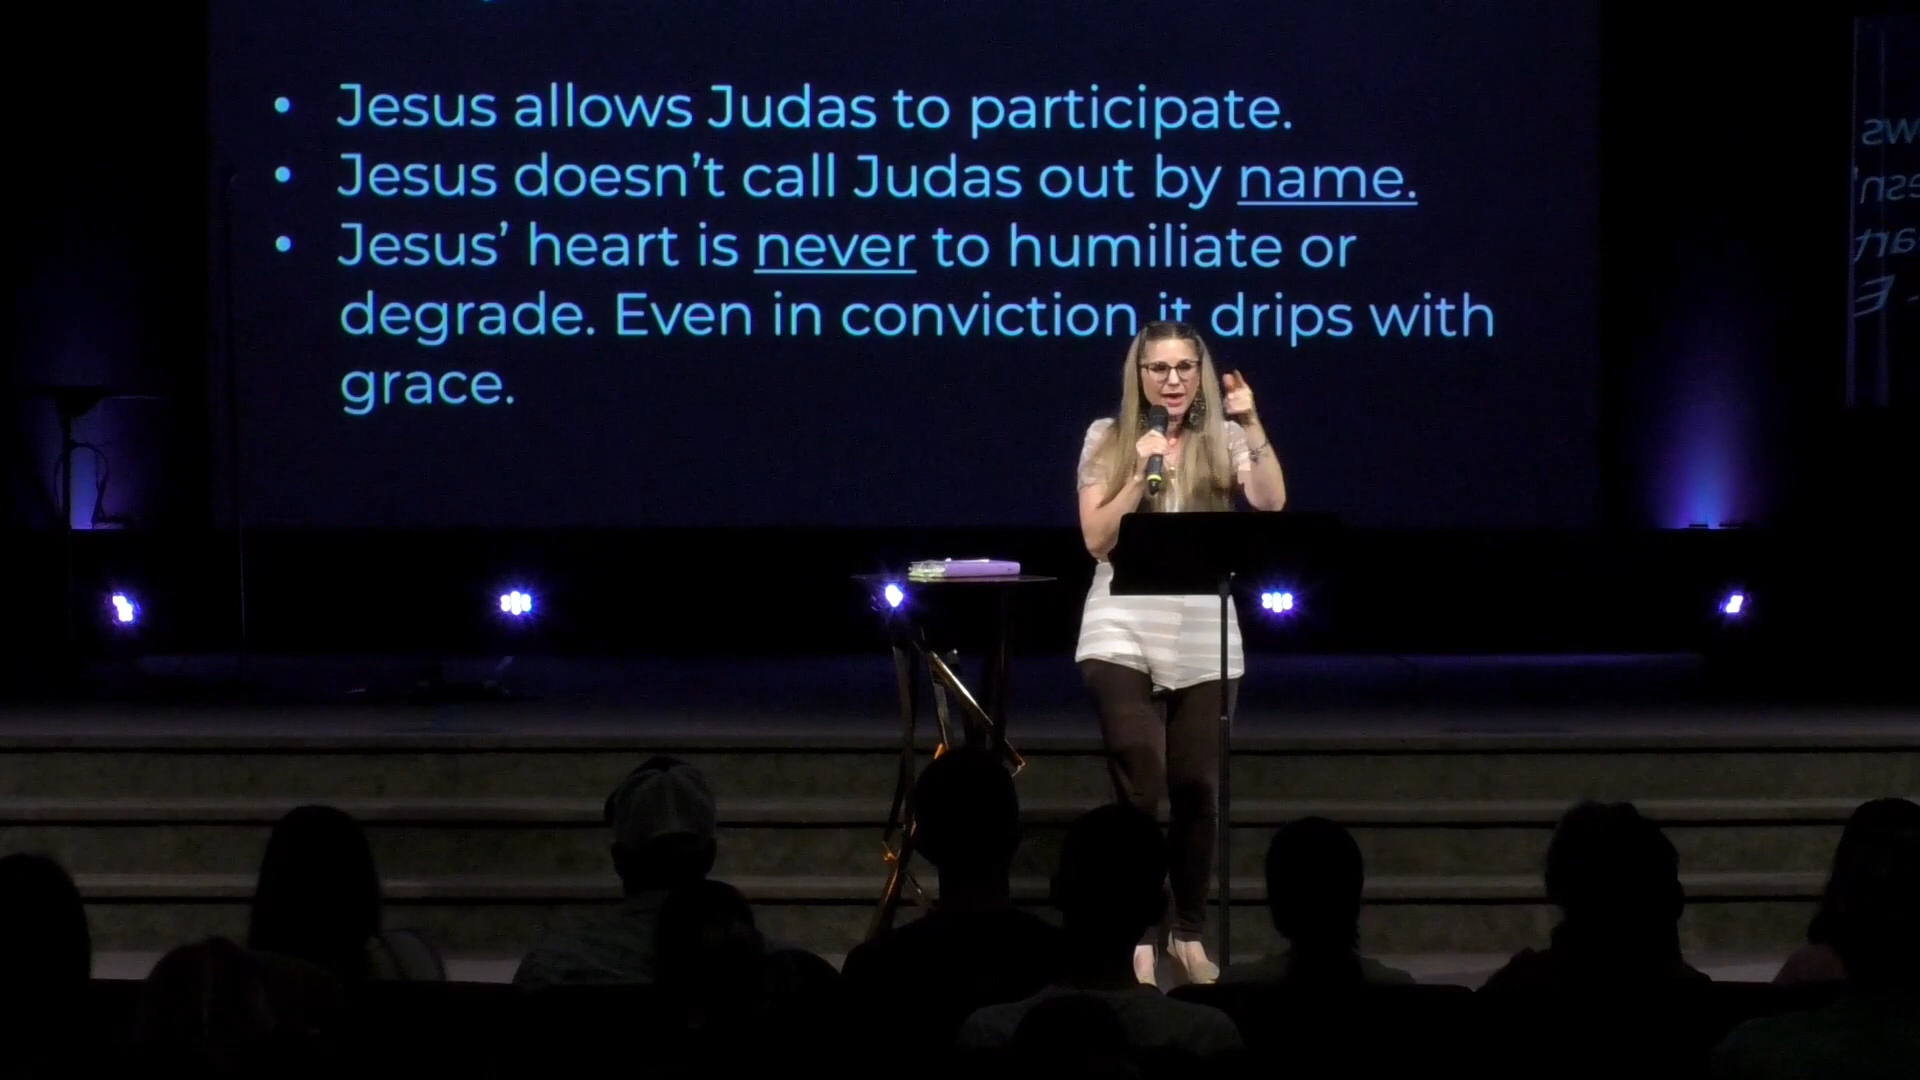 • Jesus allows Judas to participate.
• Jesus doesn’t call Judas out by name.
• Jesus’ heart is never to humiliate or
degrade. Even in conviction it drips with
grace.